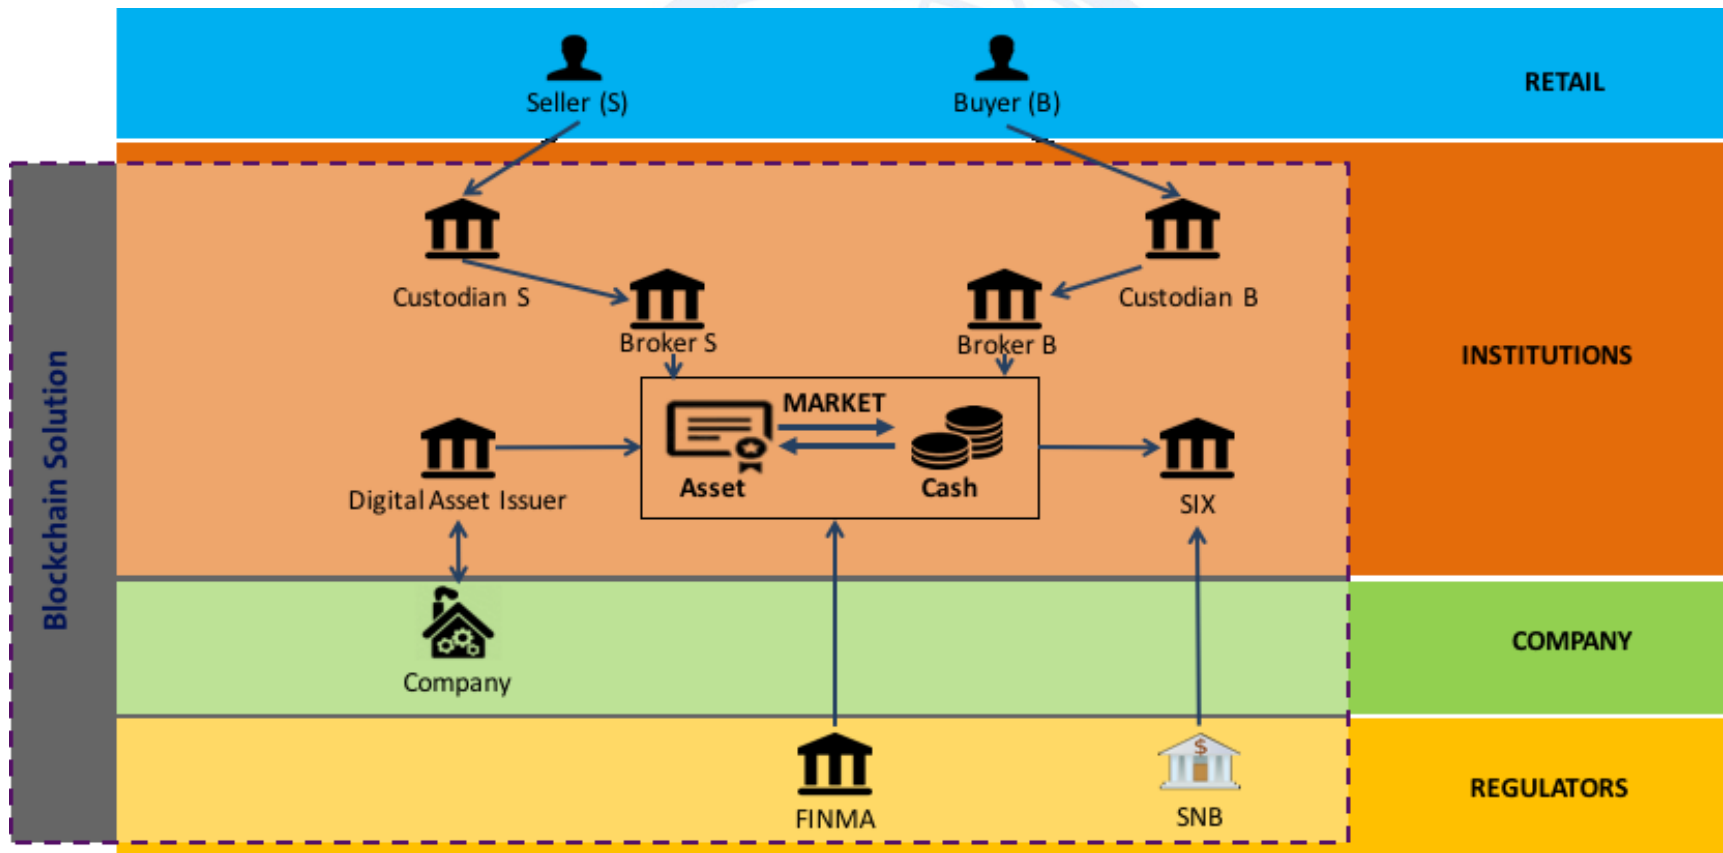 Seller (S)
Buyer (B)
RETAIL
Custodian S
Custodian B
Broker S
Broker B
INSTITUTIONS
MARKET
Asset
Cash
Digital Asset Issuer
SIX
Blockchain Solution
Company
COMPANY
$
FINMA
SNB
REGULATORS